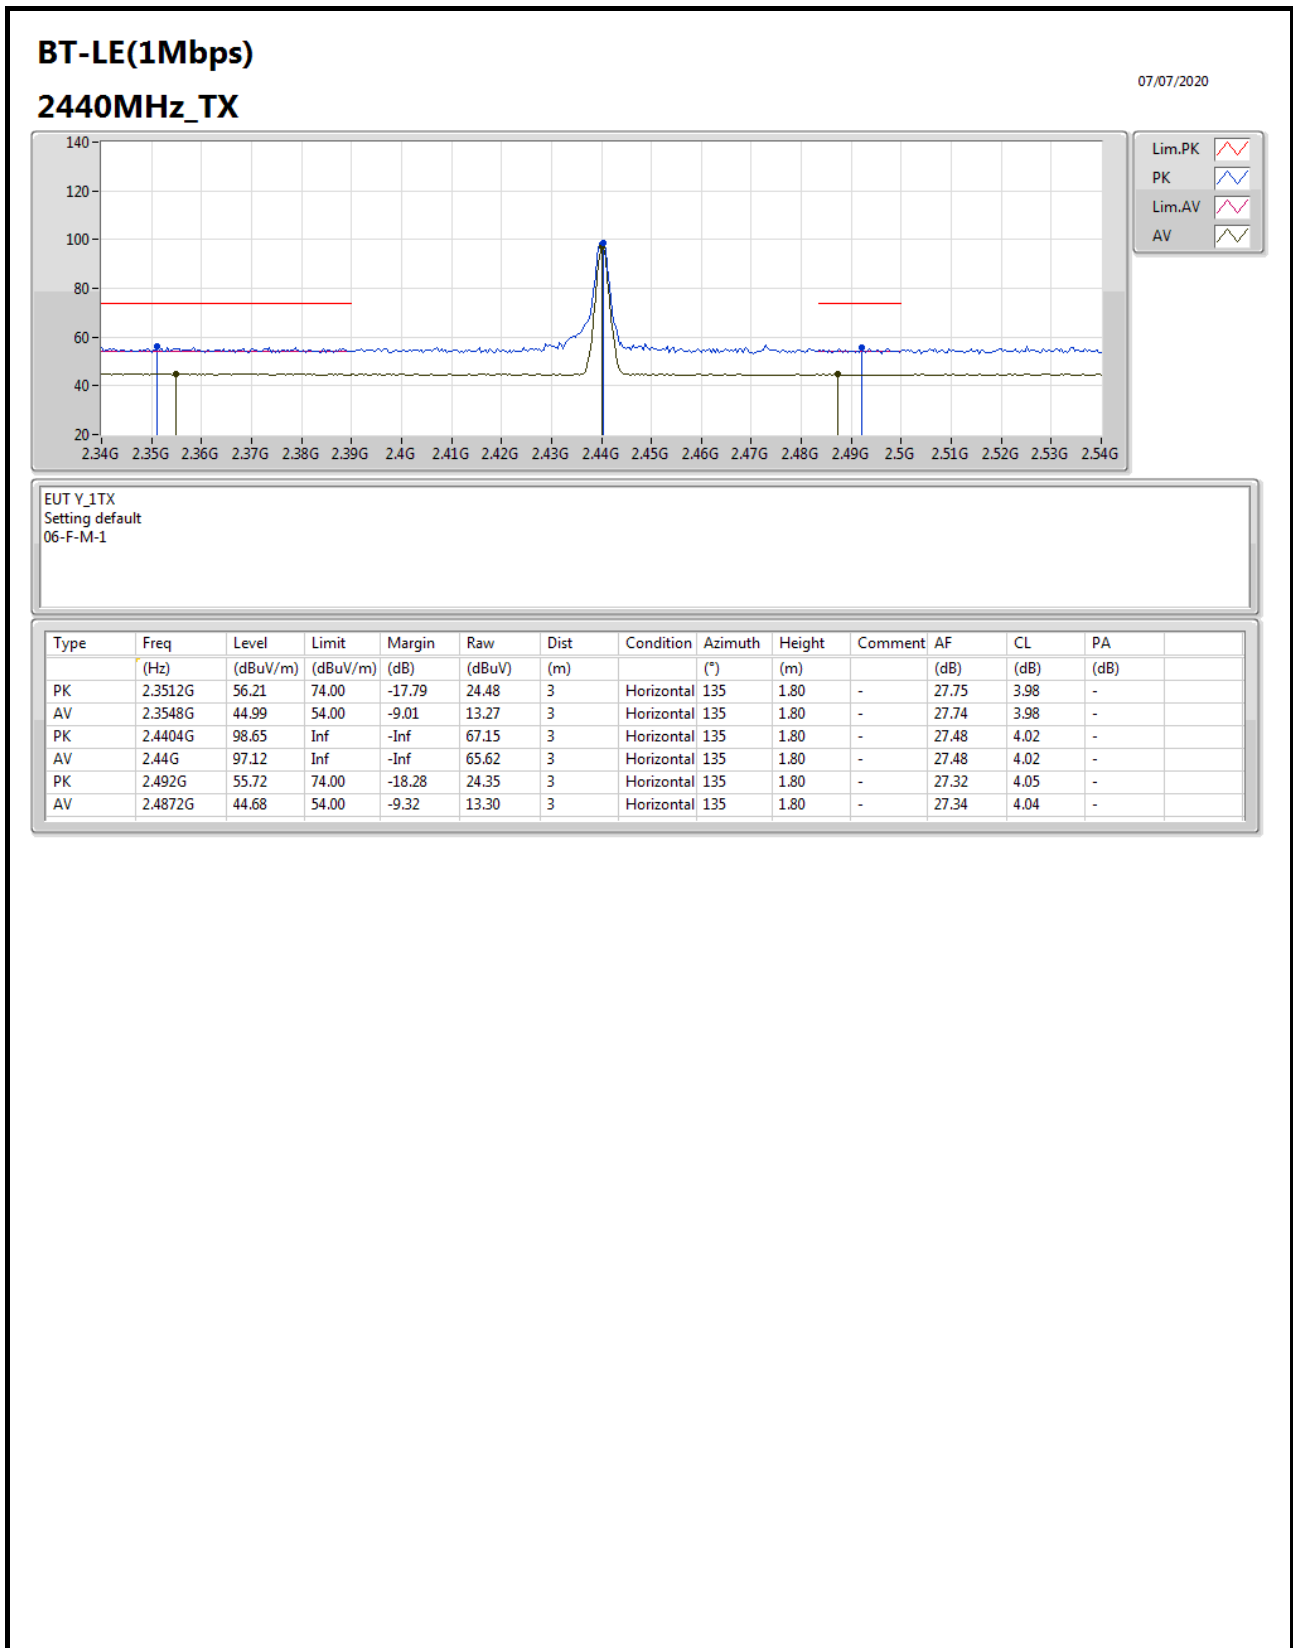 BT-LE(1Mbps)
07/07/2020
2440MHz_TX
140
120
100
80
60
40
20
2.34G 2.35G 2.36G 2.37G 2.38G 2.39G 2.4G 2.41G 2.42G 2.43G 2.44G 2.45G 2.46G 2.47G 2.48G 2.49G 2.5G 2.51G 2.52G 2.53G 2.54G
Lim.PK
PK
Lim.AV
AV
EUT Y_1TX
Setting default
06-F-M-1
Type Freq Level Limit Margin Raw Dist Condition Azimuth Height Comment AF CL PA
(Hz) (dBuV/m) (dBuV/m) (dB) (dBuV) (m) (°) (m) (dB) (dB) (dB)
PK 2.3512G 56.21 74.00 -17.79 24.48 3 Horizontal 135 1.80 - 27.75 3.98 -
AV 2.3548G 44.99 54.00 -9.01 13.27 3 Horizontal 135 1.80 - 27.74 3.98 -
PK 2.4404G 98.65 Inf -Inf 67.15 3 Horizontal 135 1.80 - 27.48 4.02 -
AV 2.44G 97.12 Inf -Inf 65.62 3 Horizontal 135 1.80 - 27.48 4.02 -
PK 2.492G 55.72 74.00 -18.28 24.35 3 Horizontal 135 1.80 - 27.32 4.05 -
AV 2.4872G 44.68 54.00 -9.32 13.30 3 Horizontal 135 1.80 - 27.34 4.04 -